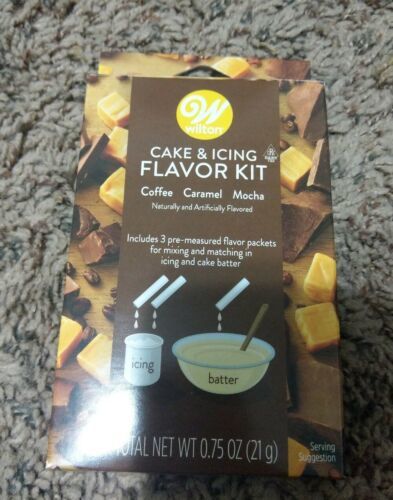 wilton
CAKE & ICING
FLAVOR KIT
Coffee Caramel Mocha
Naturally and Artificially Flavored
Includes 3 pre-measured flavor packets
for mixing and matching in
icing and cake batter
icing
batter
TOTAL NET WT 0.75 OZ (21 g)
Serving
Suggestion